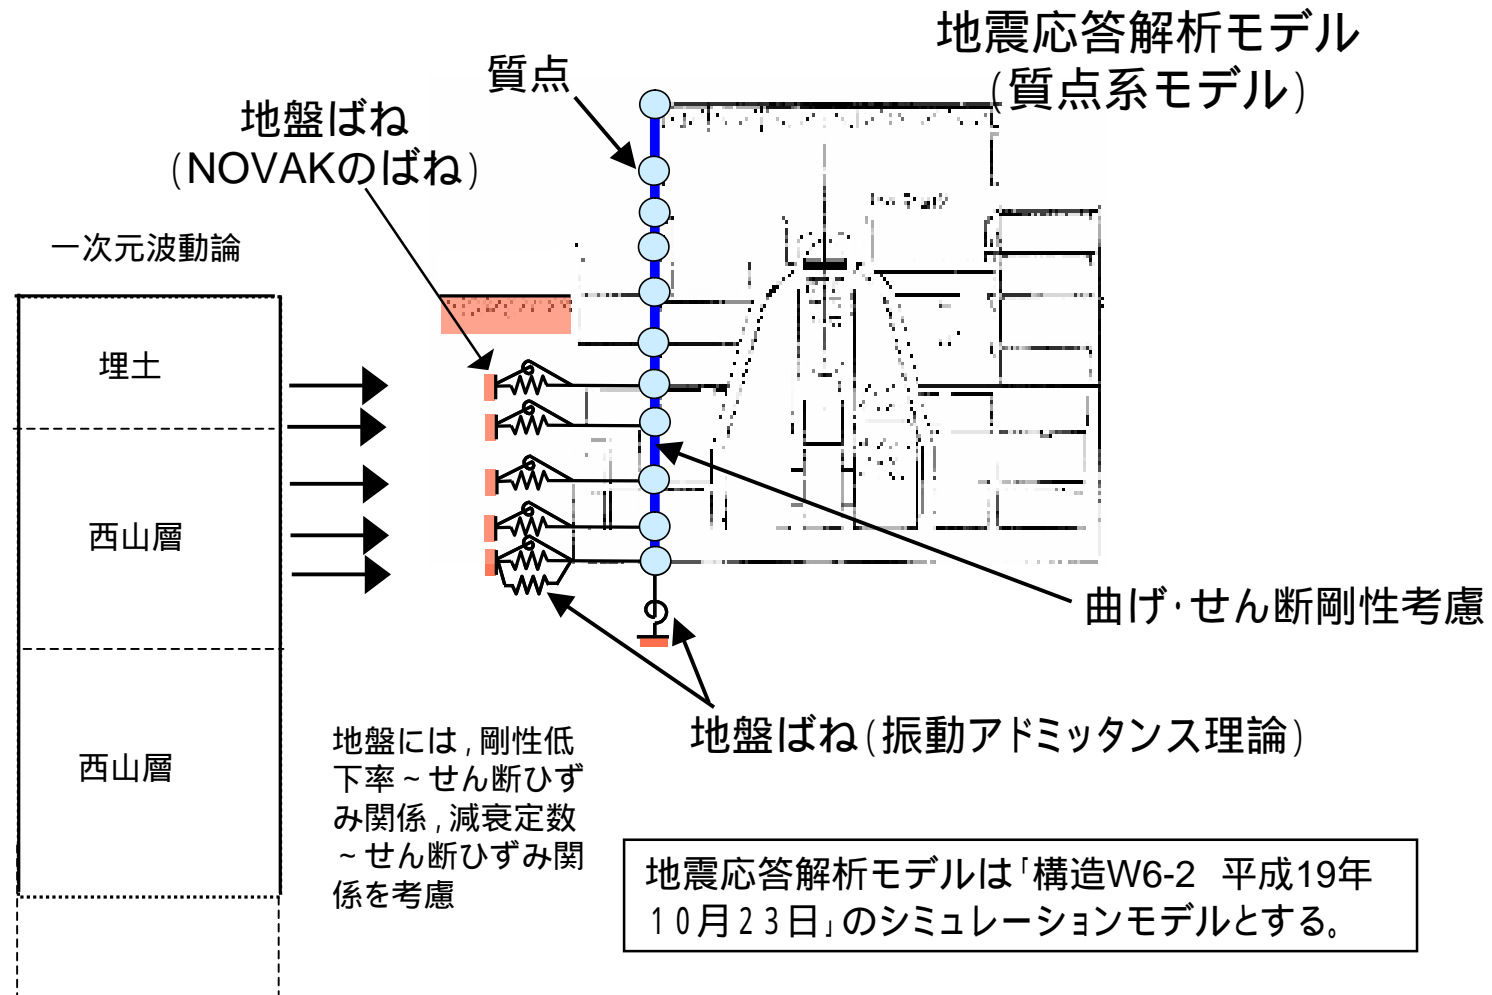 地震応答解析モデル
(質点系モデル)
質点
地盤ばね
(NOVAKのばね)
一次元波動論
埋土
西山層
西山層
曲げ･せん断剛性考慮
地盤ばね(振動アドミッタンス理論)
地盤には,剛性低
下率~せん断ひず
み関係,減衰定数
~せん断ひずみ関
係を考慮
地震応答解析モデルは｢構造W6-2 平成19年
10月23日｣のシミュレーションモデルとする。